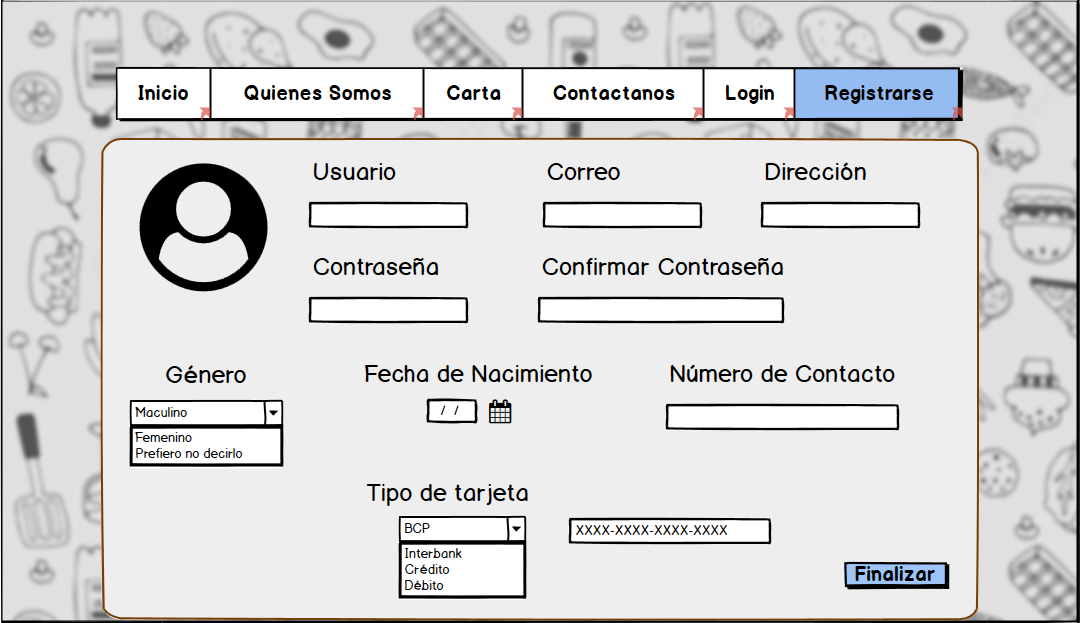 Inicio Quienes Somos Carta Contactanos Login Registrarse
Usuario Correo Dirección
Contraseña Confirmar Contraseña
Género Fecha de Nacimiento Número de Contacto
Maculino / /
Femenino
Prefiero no decirlo
Tipo de tarjeta
BCP XXXX-XXXX-XXXX-XXXX
Interbank
Crédito
Débito
Finalizar